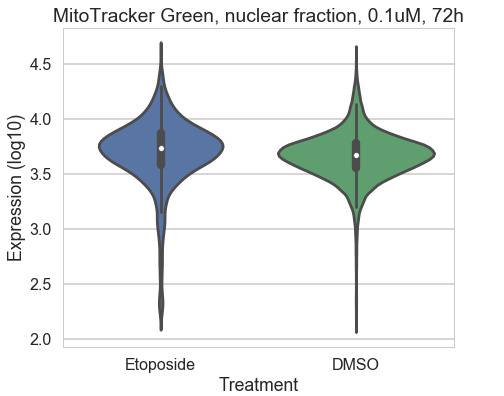 MitoTracker Green, nuclear fraction, 0.1uM, 72h
Expression (log10)
4.5
4.0
3.5
3.0
2.5
2.0
Etoposide DMSO
Treatment